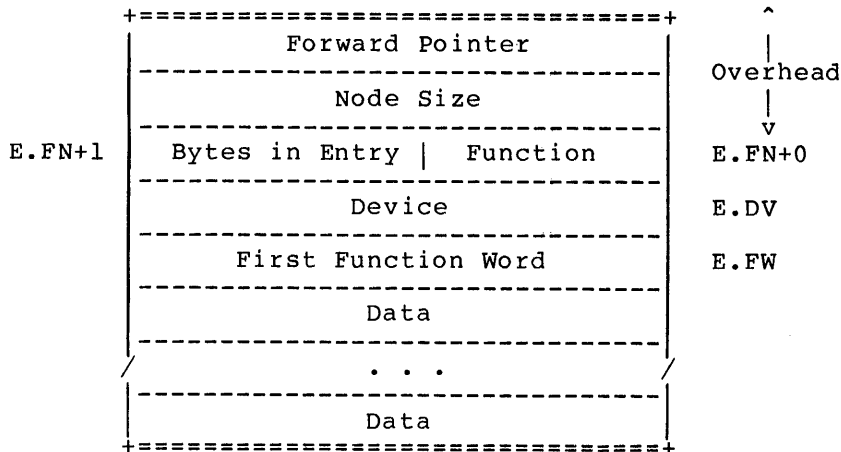 ^
Forward Pointer |
Overhead
Node Size |
v
E.FN+1 Bytes in Entry | Function E.FN+0
Device E.DV
First Function Word E.FW
Data
/ . . . /
Data